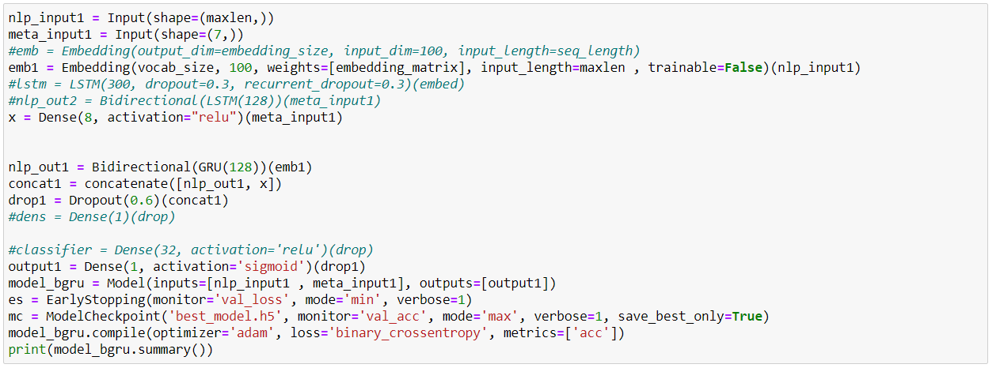 nlp_input1 = Input(shape=(maxlen,))
meta_input1 = Input(shape=(7,))
#emb = Embedding(output_dim=embedding_size, input_dim=100, input_length=seq_length)
emb1 = Embedding(vocab_size, 100, weights=[embedding_matrix], input_length=maxlen , trainable=False)(nlp_input1)
#lstm = LSTM(300, dropout=0.3, recurrent_dropout=0.3)(embed)
#nlp_out2 = Bidirectional(LSTM(128))(meta_input1)
x = Dense(8, activation="relu")(meta_input1)
nlp_out1 = Bidirectional(GRU(128))(emb1)
concat1 = concatenate([nlp_out1, x])
drop1 = Dropout(0.6)(concat1)
#dens = Dense(1)(drop)
#classifier = Dense(32, activation='relu')(drop)
output1 = Dense(1, activation='sigmoid')(drop1)
model_bgru = Model(inputs=[nlp_input1 , meta_input1], outputs=[output1])
es = EarlyStopping(monitor='val_loss', mode='min', verbose=1)
mc = ModelCheckpoint('best_model.h5', monitor='val_acc', mode='max', verbose=1, save_best_only=True)
model_bgru.compile(optimizer='adam', loss='binary_crossentropy', metrics=['acc'])
print(model_bgru.summary())